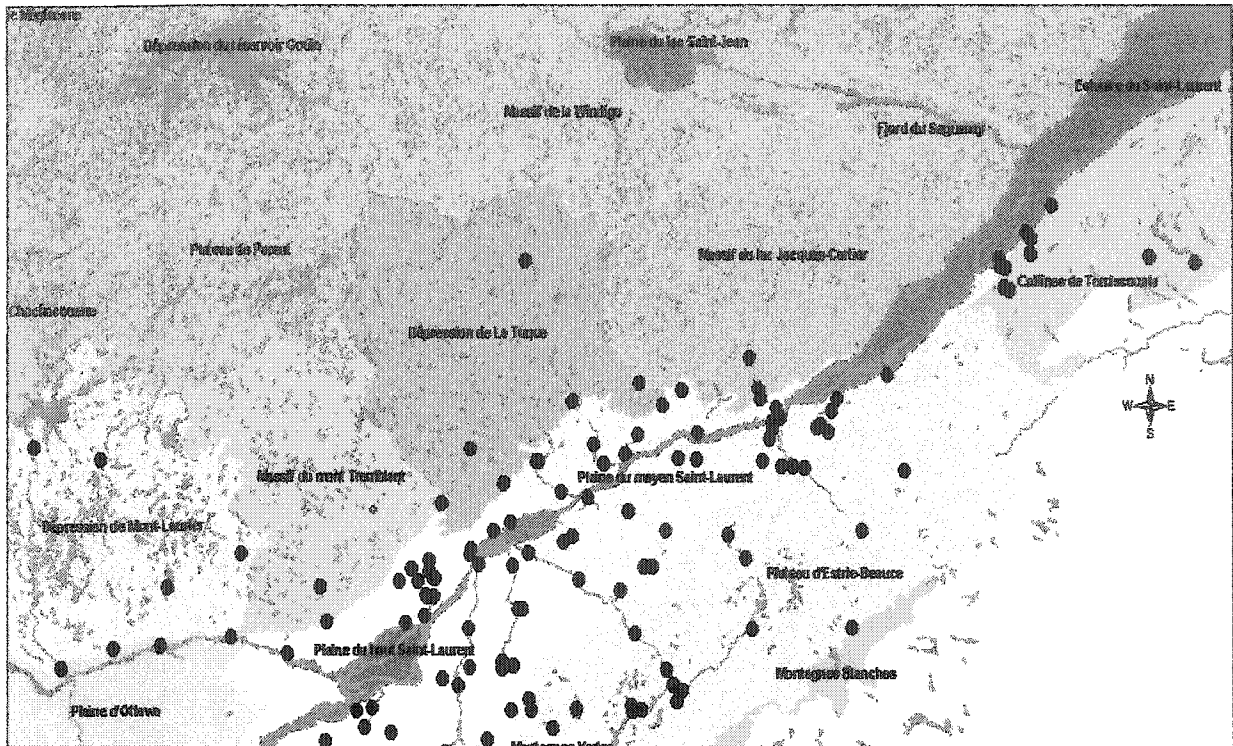 Dépression du réservoir Gouin
Plaine du lac Saint-Jean
Estuaire du Saint-Laurent
Massif de la Windigo
Fjord du Saguenay
Plateau de Parent
Massif du lac Jacques-Cartier
Collines de Témiscouata
Dépression de La Tuque
N
W E
S
Massif du mont Tremblant
Plaine du moyen Saint-Laurent
Dépression de Mont-Laurier
Plateau d'Estrie-Beauce
Plaine du haut Saint-Laurent
Montagnes Blanches
Plaine d'Ottawa
Montagnes Vertes